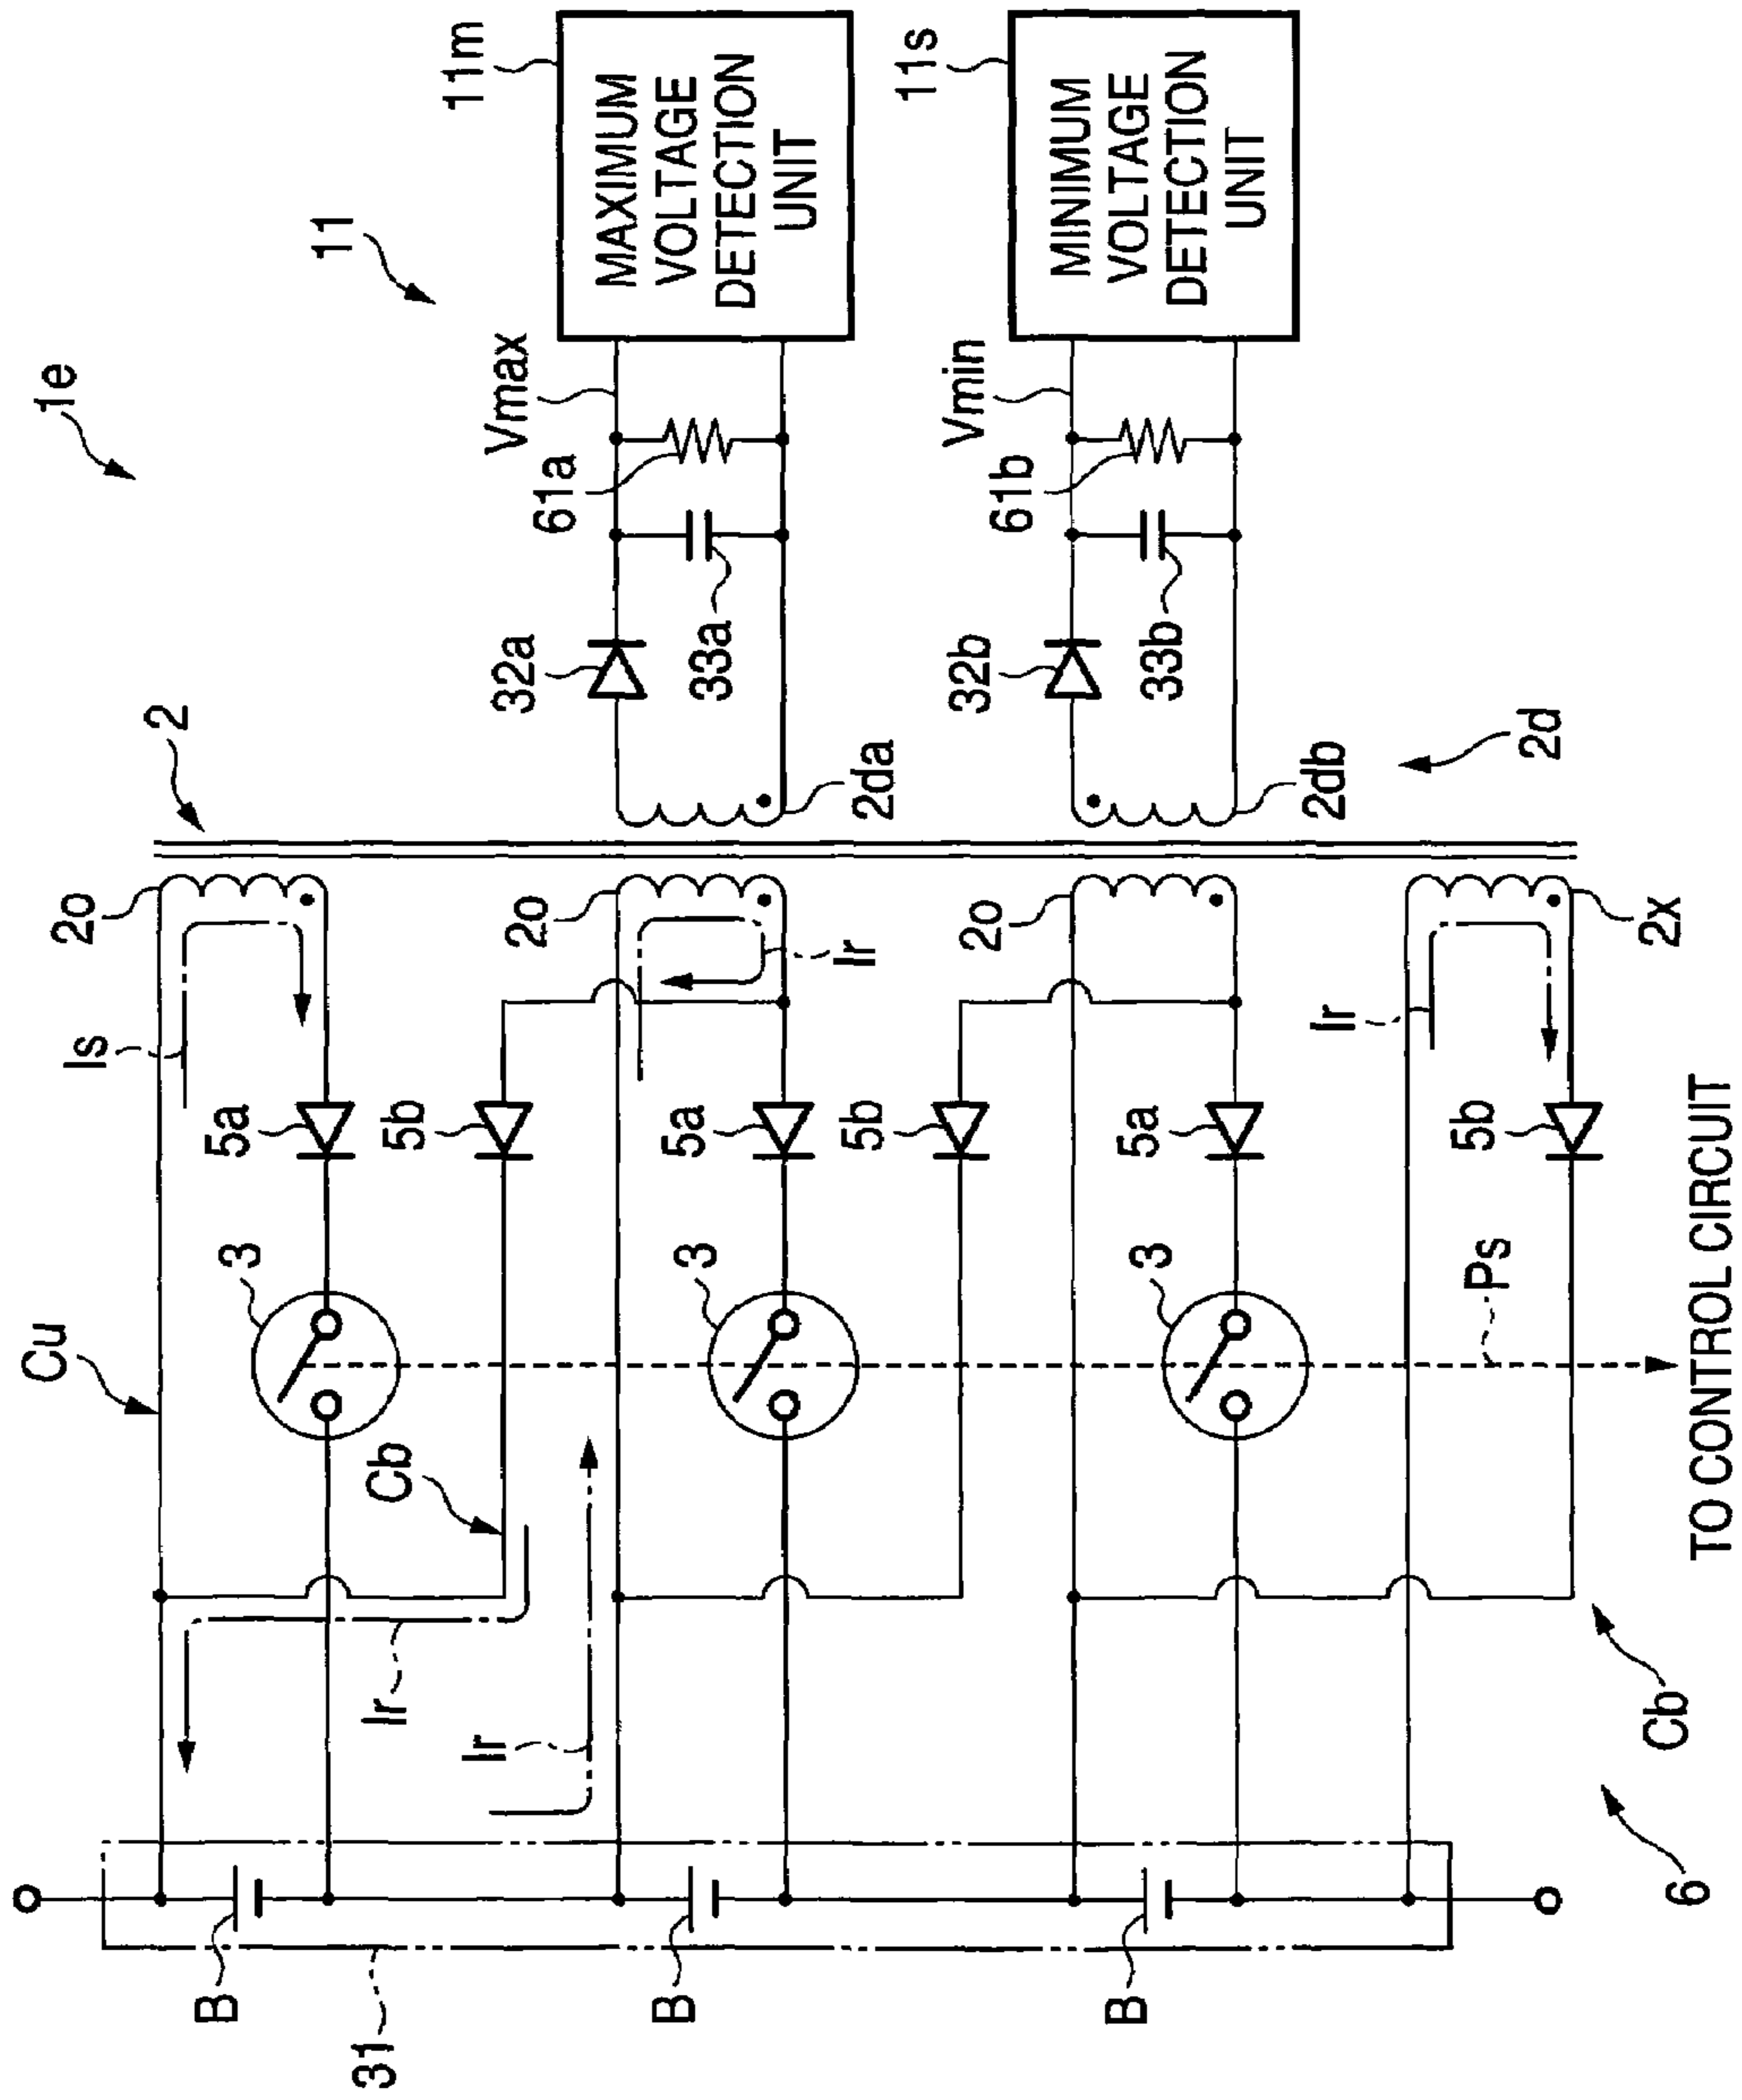 1e
11
11m
MAXIMUM
VOLTAGE
DETECTION
UNIT
Vmax
61a
32a
33a
11s
MINIMUM
VOLTAGE
DETECTION
UNIT
Vmin
61b
32b
33b
2
2da
2db
2d
2o
2o
2o
2x
Is
Ir
Ir
5a
5b
5a
5b
5a
5b
3
3
3
Cu
Cb
Ps
TO CONTROL CIRCUIT
Ir
Ir
Cb
6
B
B
B
31